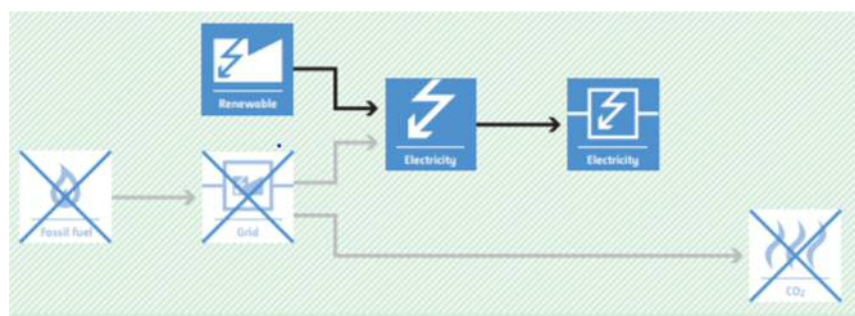 Renewable
Electricity
Electricity
Fossil fuel
Grid
CO₂